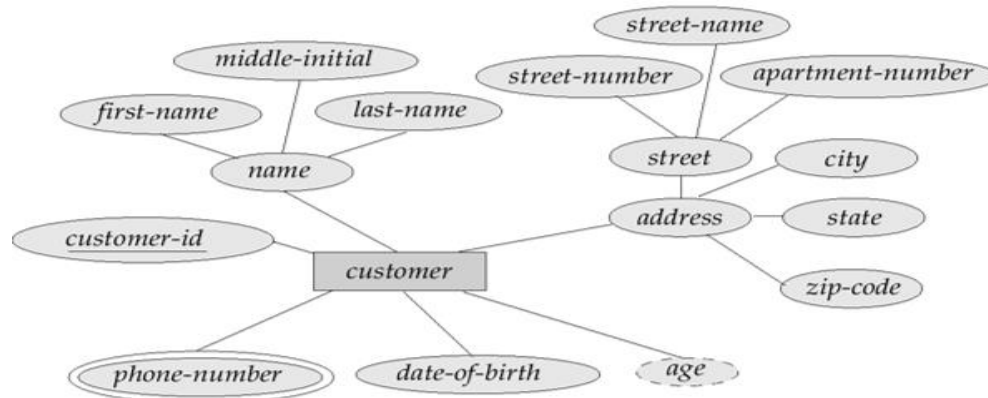 street-name
middle-initial
street-number
apartment-number
first-name
last-name
name
street
city
address
state
customer-id
customer
zip-code
phone-number
date-of-birth
age